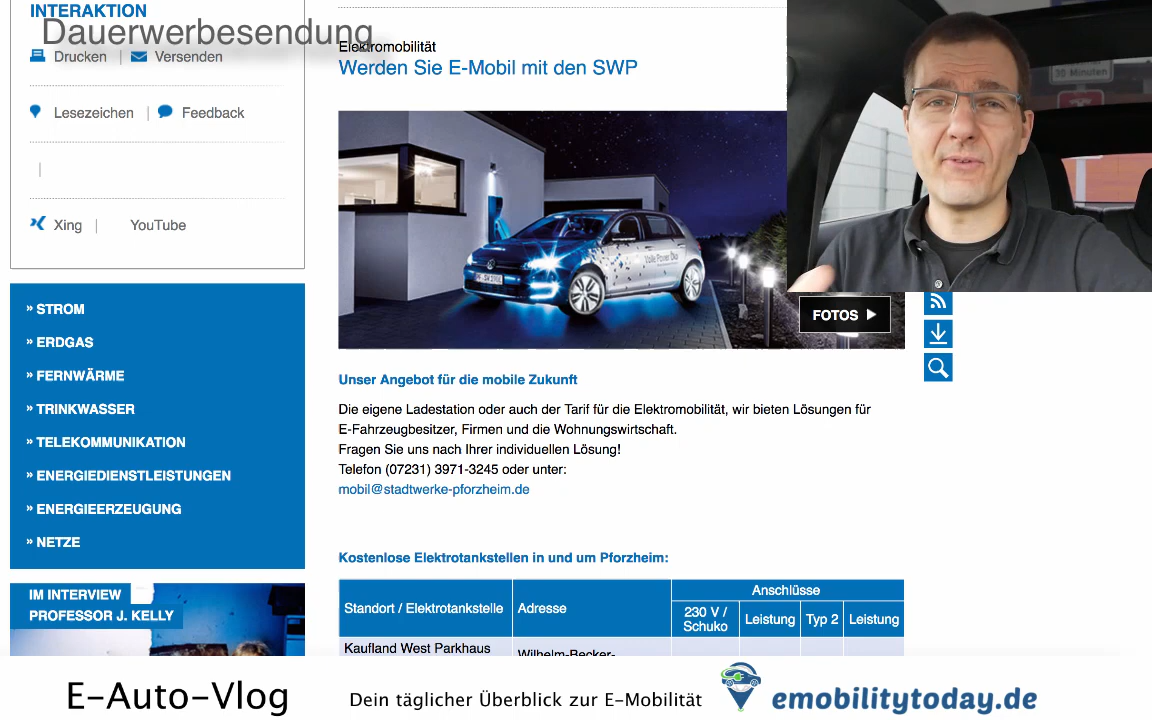 INTERAKTION
Dauerwerbesendung
Drucken | Versenden
Lesezeichen | Feedback
|
Xing | YouTube
» STROM
» ERDGAS
» FERNWÄRME
» TRINKWASSER
» TELEKOMMUNIKATION
» ENERGIEDIENSTLEISTUNGEN
» ENERGIEERZEUGUNG
» NETZE
IM INTERVIEW
PROFESSOR J. KELLY
Elektromobilität
Werden Sie E-Mobil mit den SWP
30 Minuten
FOTOS
Unser Angebot für die mobile Zukunft
Die eigene Ladestation oder auch der Tarif für die Elektromobilität, wir bieten Lösungen für
E-Fahrzeugbesitzer, Firmen und die Wohnungswirtschaft.
Fragen Sie uns nach Ihrer individuellen Lösung!
Telefon (07231) 3971-3245 oder unter:
mobil@stadtwerke-pforzheim.de
Kostenlose Elektrotankstellen in und um Pforzheim:
Standort / Elektrotankstelle
Adresse
Anschlüsse
230 V /
Schuko
Leistung
Typ 2
Leistung
Kaufland West Parkhaus
Wilhelm-Becker-
E-Auto-Vlog
Dein täglicher Überblick zur E-Mobilität
emobilitytoday.de